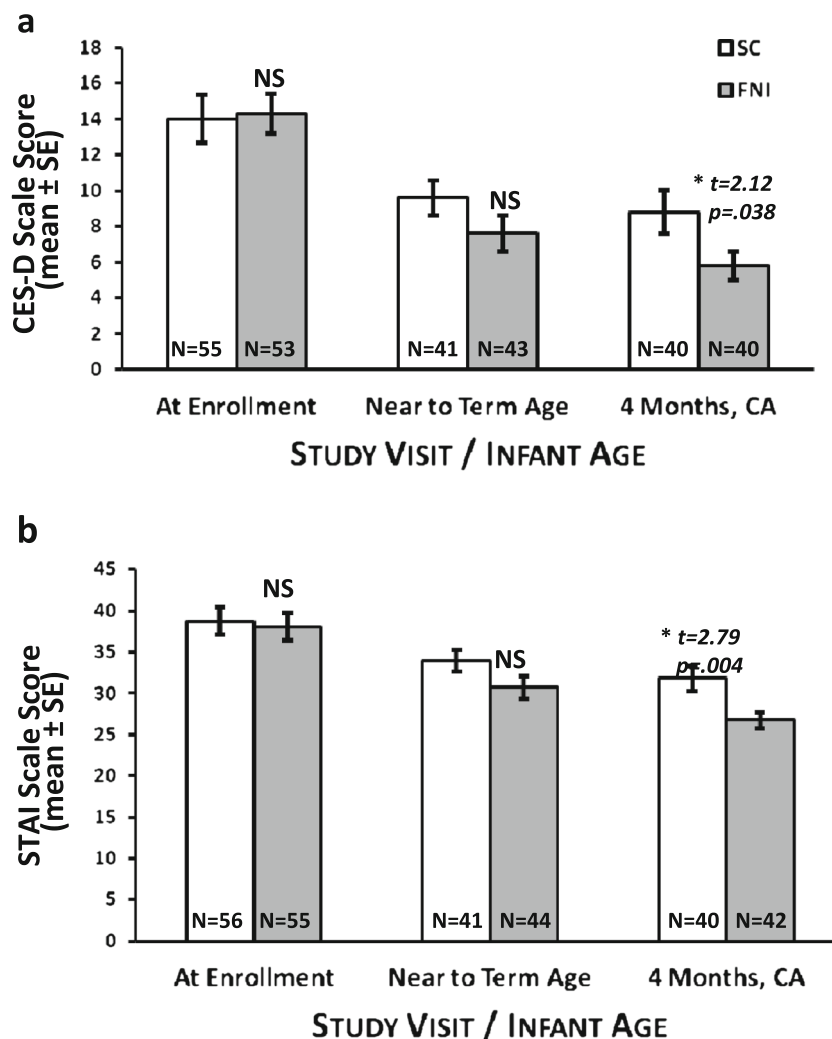 a
18
16
14
12
10
8
6
4
2
0
CES-D Scale Score
(mean ± SE)
SC
FNI
NS
NS
* t=2.12
p=.038
N=55 N=53 N=41 N=43 N=40 N=40
At Enrollment Near to Term Age 4 Months, CA
STUDY VISIT / INFANT AGE
b
45
40
35
30
25
20
15
10
5
0
STAI Scale Score
(mean ± SE)
NS
NS
* t=2.79
p=.004
N=56 N=55 N=41 N=44 N=40 N=42
At Enrollment Near to Term Age 4 Months, CA
STUDY VISIT / INFANT AGE